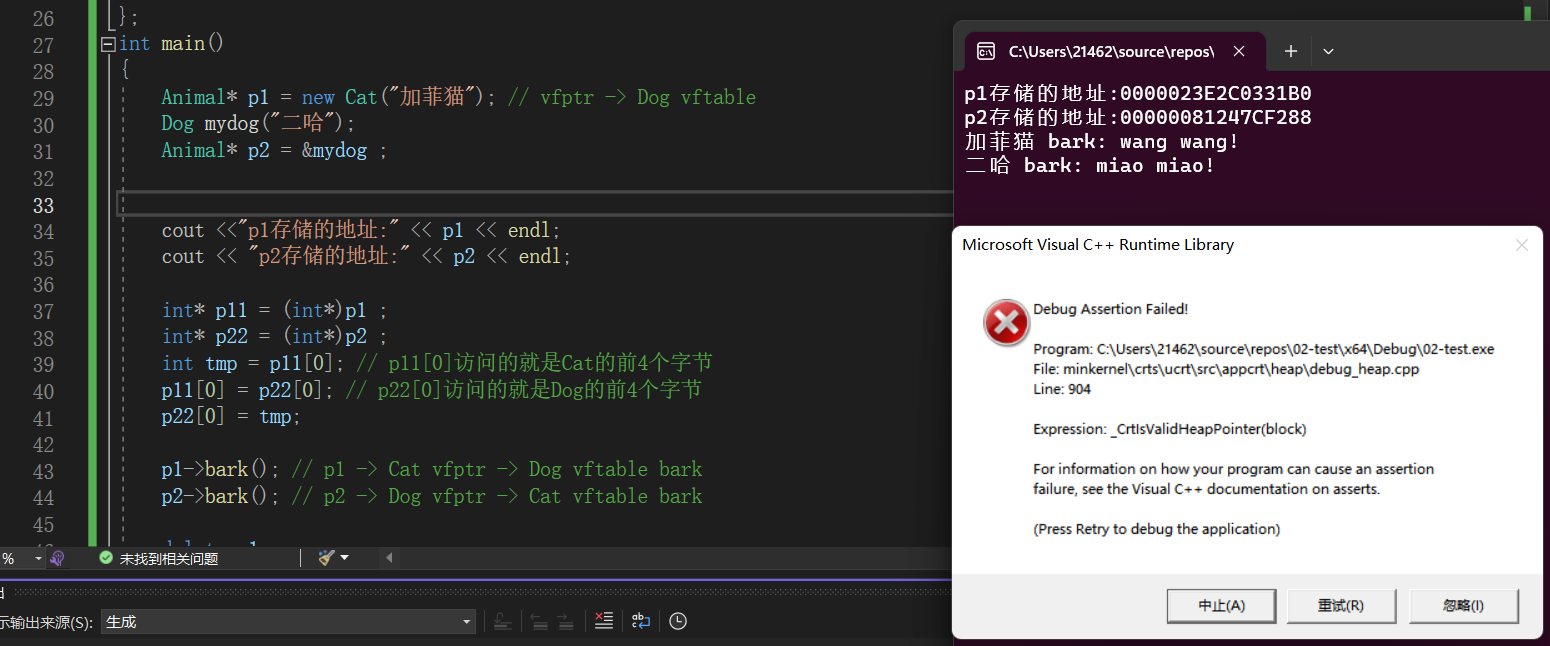 26 };
27 int main()
28 {
29 Animal* p1 = new Cat("加菲猫"); // vfptr -> Dog vftable
30 Dog mydog("二哈");
31 Animal* p2 = &mydog ;
32
33
34 cout <<"p1存储的地址:" << p1 << endl;
35 cout << "p2存储的地址:" << p2 << endl;
36
37 int* p11 = (int*)p1 ;
38 int* p22 = (int*)p2 ;
39 int tmp = p11[0]; // p11[0]访问的就是Cat的前4个字节
40 p11[0] = p22[0]; // p22[0]访问的就是Dog的前4个字节
41 p22[0] = tmp;
42
43 p1->bark(); // p1 -> Cat vfptr -> Dog vftable bark
44 p2->bark(); // p2 -> Dog vfptr -> Cat vftable bark
45
% 未找到相关问题
示输出来源(S): 生成
C:\Users\21462\source\repos\
p1存储的地址:0000023E2C0331B0
p2存储的地址:00000081247CF288
加菲猫 bark: wang wang!
二哈 bark: miao miao!
Microsoft Visual C++ Runtime Library
Debug Assertion Failed!
Program: C:\Users\21462\source\repos\02-test\x64\Debug\02-test.exe
File: minkernel\crts\ucrt\src\appcrt\heap\debug_heap.cpp
Line: 904
Expression: _CrtIsValidHeapPointer(block)
For information on how your program can cause an assertion
failure, see the Visual C++ documentation on asserts.
(Press Retry to debug the application)
中止(A) 重试(R) 忽略(I)